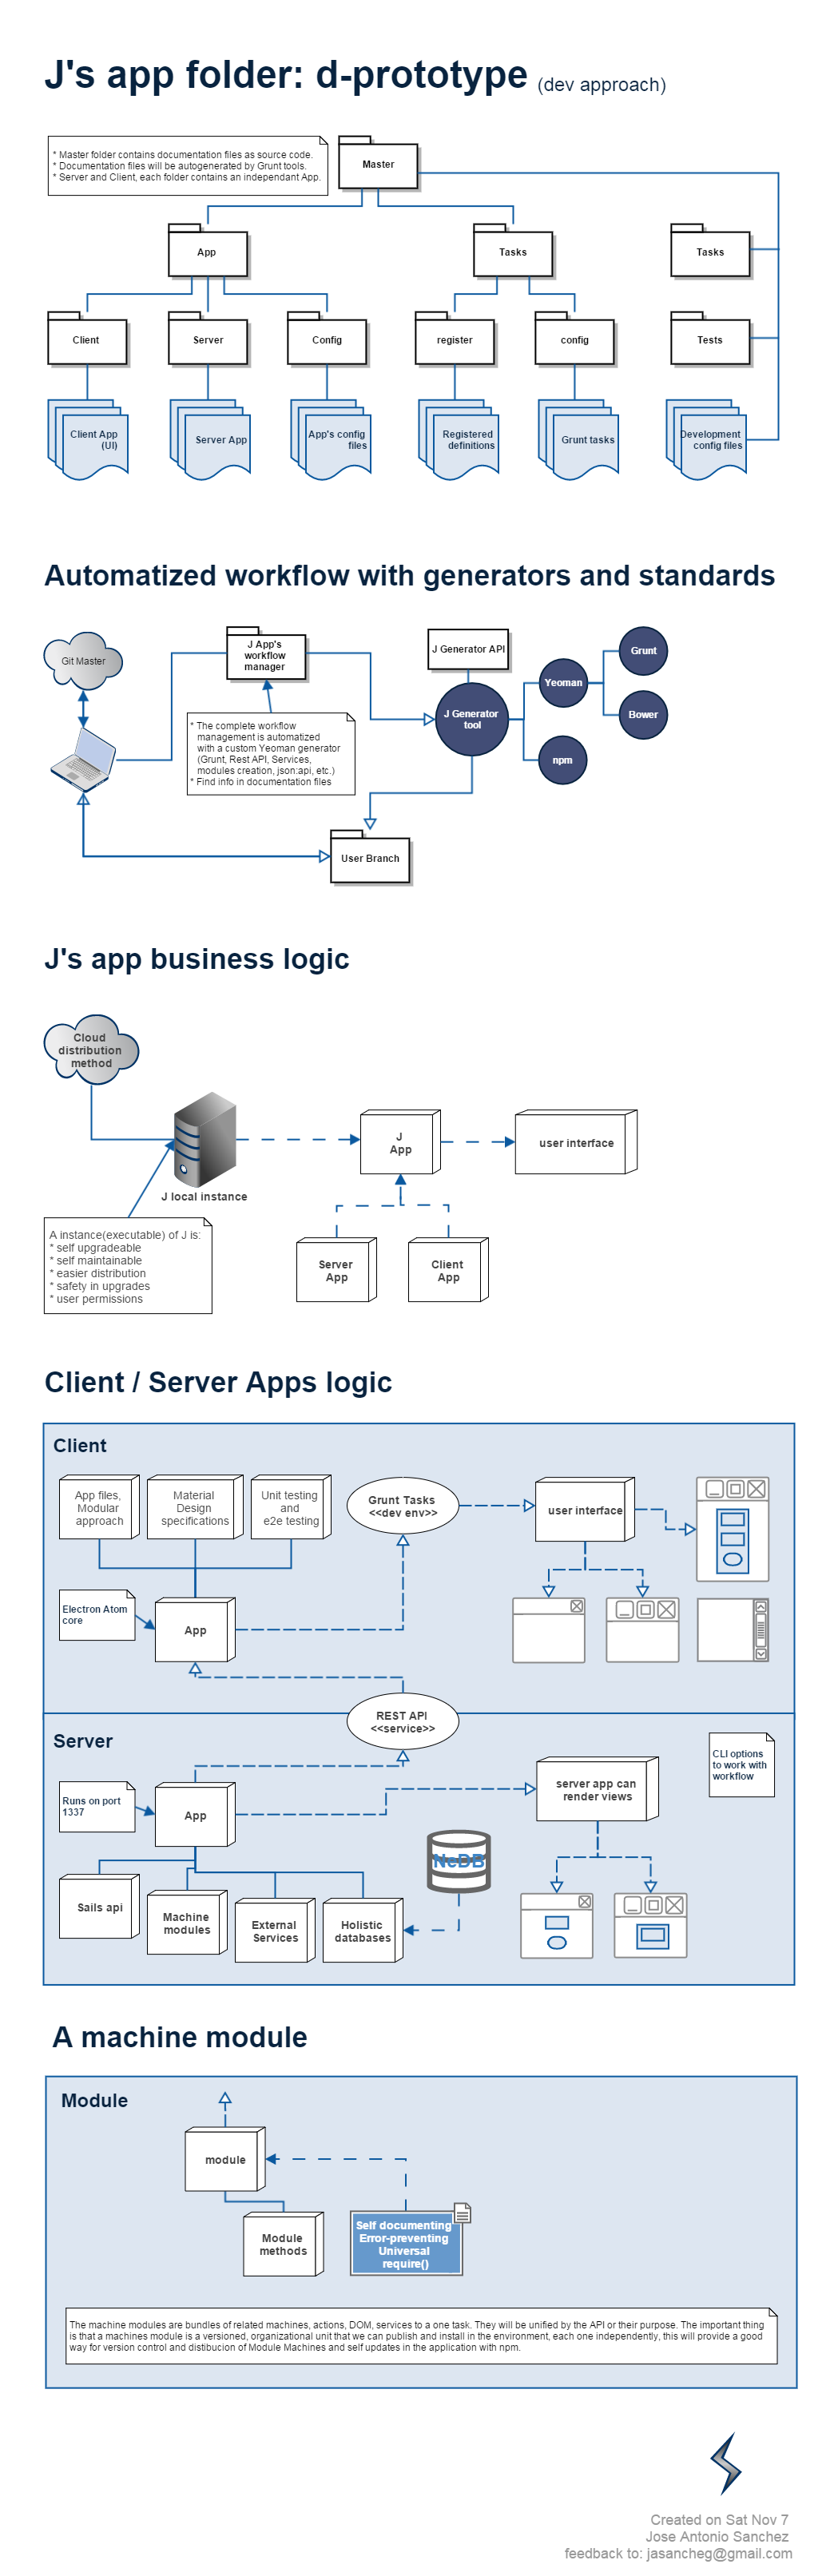 J's app folder: d-prototype (dev approach)
* Master folder contains documentation files as source code.
* Documentation files will be autogenerated by Grunt tools.
* Server and Client, each folder contains an independant App.
Master
App
Tasks
Tasks
Client
Server
Config
register
config
Tests
Client App
(UI)
Server App
App's config
files
Registered
definitions
Grunt tasks
Development
config files
Automatized workflow with generators and standards
Git Master
J App's
workflow
manager
J Generator API
J Generator
tool
Yeoman
Grunt
Bower
npm
* The complete workflow
management is automatized
with a custom Yeoman generator
(Grunt, Rest API, Services,
modules creation, json:api, etc.)
* Find info in documentation files
User Branch
J's app business logic
Cloud
distribution
method
J local instance
J
App
user interface
A instance(executable) of J is:
* self upgradeable
* self maintainable
* easier distribution
* safety in upgrades
* user permissions
Server
App
Client
App
Client / Server Apps logic
Client
App files,
Modular
approach
Material
Design
specifications
Unit testing
and
e2e testing
Grunt Tasks
<<dev env>>
user interface
Electron Atom
core
App
REST API
<<service>>
Server
CLI options
to work with
workflow
Runs on port
1337
App
server app can
render views
NeDB
Sails api
Machine
modules
External
Services
Holistic
databases
A machine module
Module
module
Module
methods
Self documenting
Error-preventing
Universal
require()
The machine modules are bundles of related machines, actions, DOM, services to a one task. They will be unified by the API or their purpose. The important thing
is that a machines module is a versioned, organizational unit that we can publish and install in the environment, each one independently, this will provide a good
way for version control and distibucion of Module Machines and self updates in the application with npm.
Created on Sat Nov 7
Jose Antonio Sanchez
feedback to: jasancheg@gmail.com